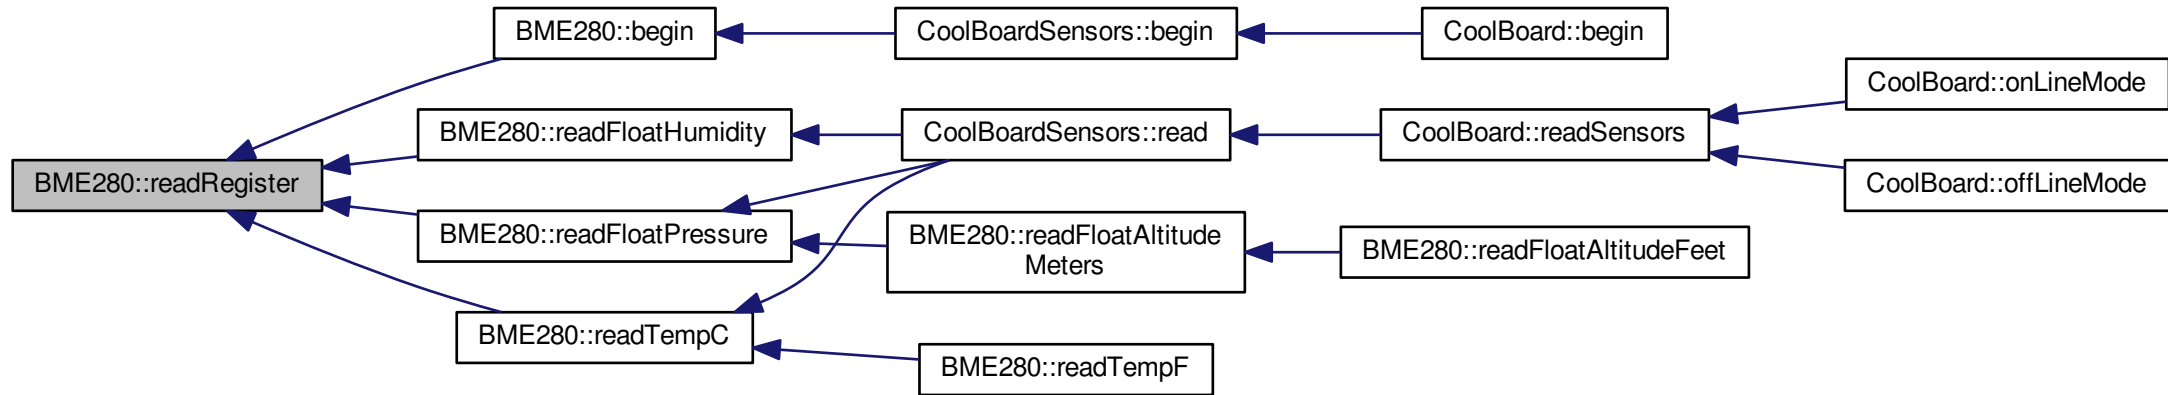 BME280::begin
CoolBoardSensors::begin
CoolBoard::begin
CoolBoard::onLineMode
BME280::readFloatHumidity
CoolBoardSensors::read
CoolBoard::readSensors
BME280::readRegister
CoolBoard::offLineMode
BME280::readFloatPressure
BME280::readFloatAltitude
Meters
BME280::readFloatAltitudeFeet
BME280::readTempC
BME280::readTempF